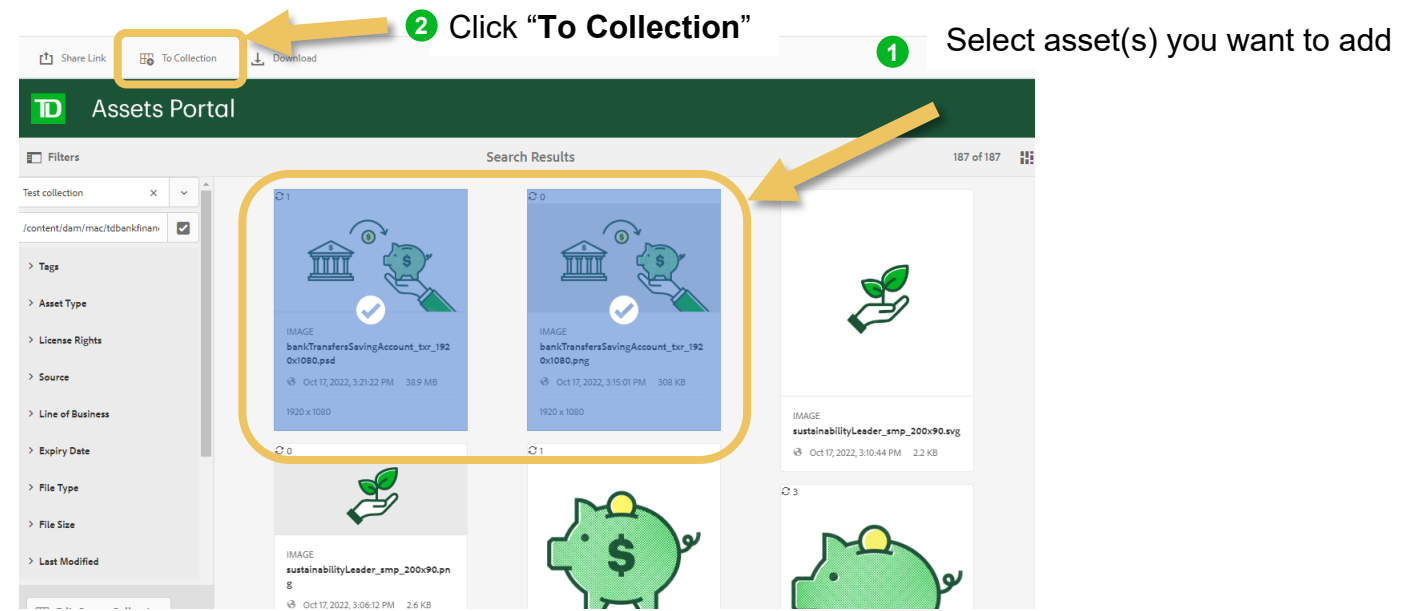 2 Click “To Collection”
1 Select asset(s) you want to add
Share Link To Collection Download
TD Assets Portal
Filters Search Results 187 of 187
Test collection × 
/content/dam/mac/tdbankfinan
> Tags
> Asset Type
> License Rights
> Source
> Line of Business
> Expiry Date
> File Type
> File Size
> Last Modified
1
$
$
IMAGE
bankTransfersSavingAccount_txr_192
0x1080.psd
Oct 17, 2022, 3:21:22 PM 38.9 MB
1920 x 1080
0
$
$
IMAGE
bankTransfersSavingAccount_txr_192
0x1080.png
Oct 17, 2022, 3:15:01 PM 308 KB
1920 x 1080
IMAGE
sustainabilityLeader_smp_200x90.svg
Oct 17, 2022, 3:10:44 PM 2.2 KB
0
IMAGE
sustainabilityLeader_smp_200x90.pn
g
Oct 17, 2022, 3:06:12 PM 2.6 KB
1
$
3